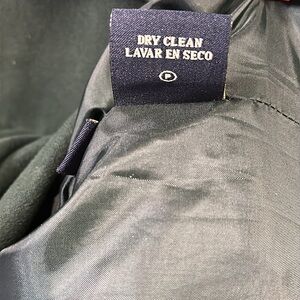 DRY CLEAN
LAVAR EN SECO
P